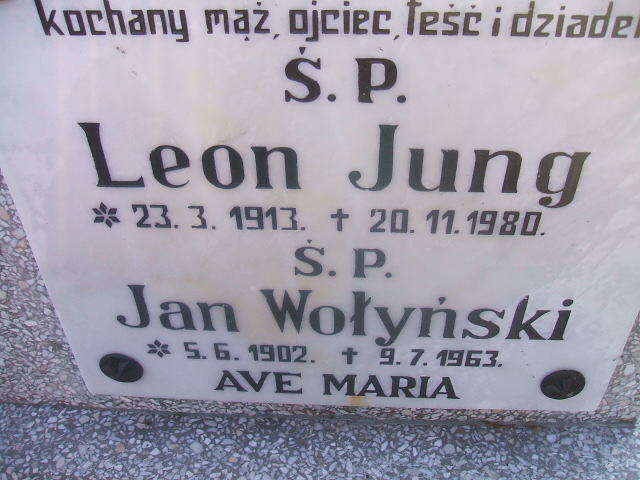 kochany mąż, ojciec, teść i dziadek
Ś. P.
Leon Jung
* 23. 3. 1913. † 20. 11. 1980.
Ś. P.
Jan Wołyński
* 5. 6. 1902. † 9. 7. 1963.
AVE MARIA